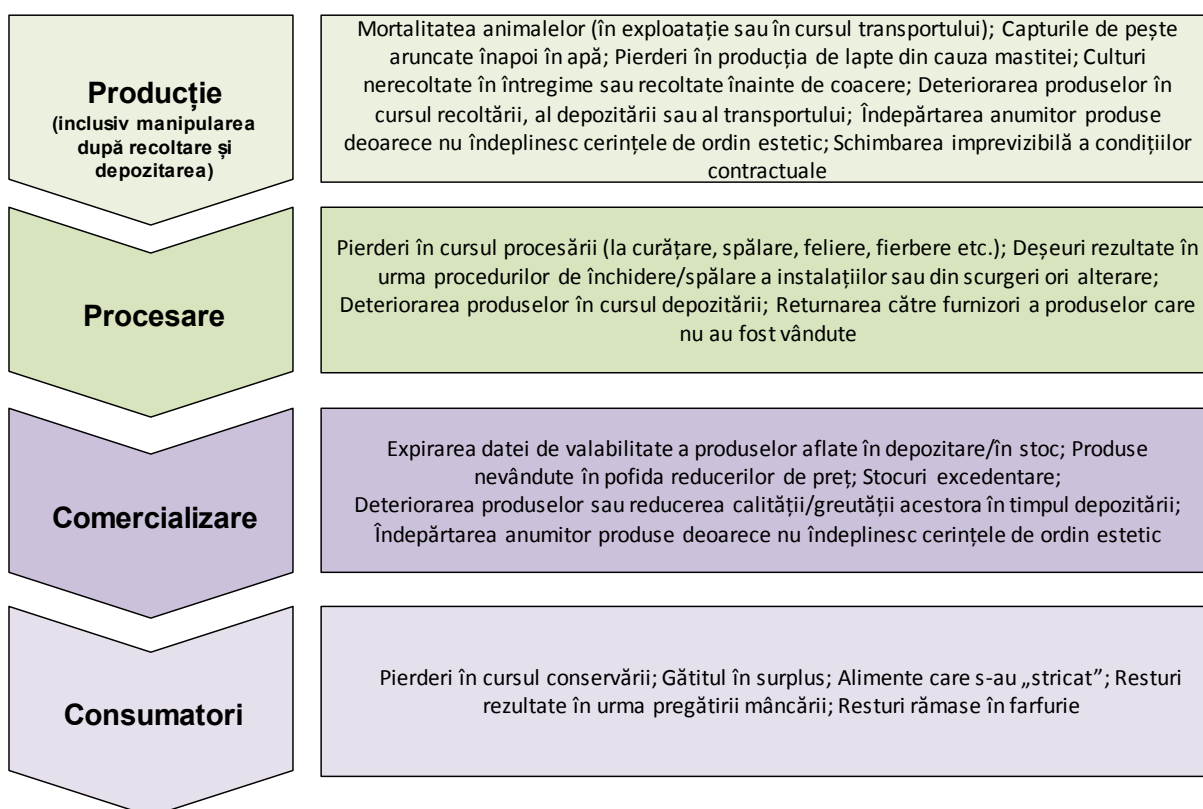 Producție
(inclusiv manipularea
după recoltare și
depozitarea)
Mortalitatea animalelor (în exploatație sau în cursul transportului); Capturile de pește
aruncate înapoi în apă; Pierderi în producția de lapte din cauza mastitei; Culturi
nerecoltate în întregime sau recoltate înainte de coacere; Deteriorarea produselor în
cursul recoltării, al depozitării sau al transportului; Îndepărtarea anumitor produse
deoarece nu îndeplinesc cerințele de ordin estetic; Schimbarea imprevizibilă a condițiilor
contractuale
Procesare
Pierderi în cursul procesării (la curățare, spălare, feliere, fierbere etc.); Deșeuri rezultate în
urma procedurilor de închidere/spălare a instalațiilor sau din scurgeri ori alterare;
Deteriorarea produselor în cursul depozitării; Returnarea către furnizori a produselor care
nu au fost vândute
Comercializare
Expirarea datei de valabilitate a produselor aflate în depozitare/în stoc; Produse
nevândute în pofida reducerilor de preț; Stocuri excedentare;
Deteriorarea produselor sau reducerea calității/greutății acestora în timpul depozitării;
Îndepărtarea anumitor produse deoarece nu îndeplinesc cerințele de ordin estetic
Consumatori
Pierderi în cursul conservării; Gătitul în surplus; Alimente care s-au „stricat”; Resturi
rezultate în urma pregătirii mâncării; Resturi rămase în farfurie